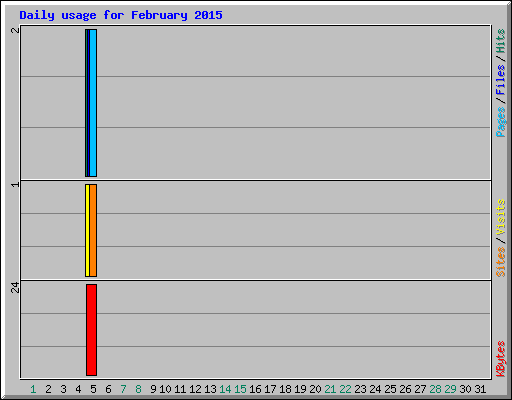 Daily usage for February 2015
2
Pages/Files/Hits
1
Sites/Visits
24
KBytes
1 2 3 4 5 6 7 8 9 10 11 12 13 14 15 16 17 18 19 20 21 22 23 24 25 26 27 28 29 30 31